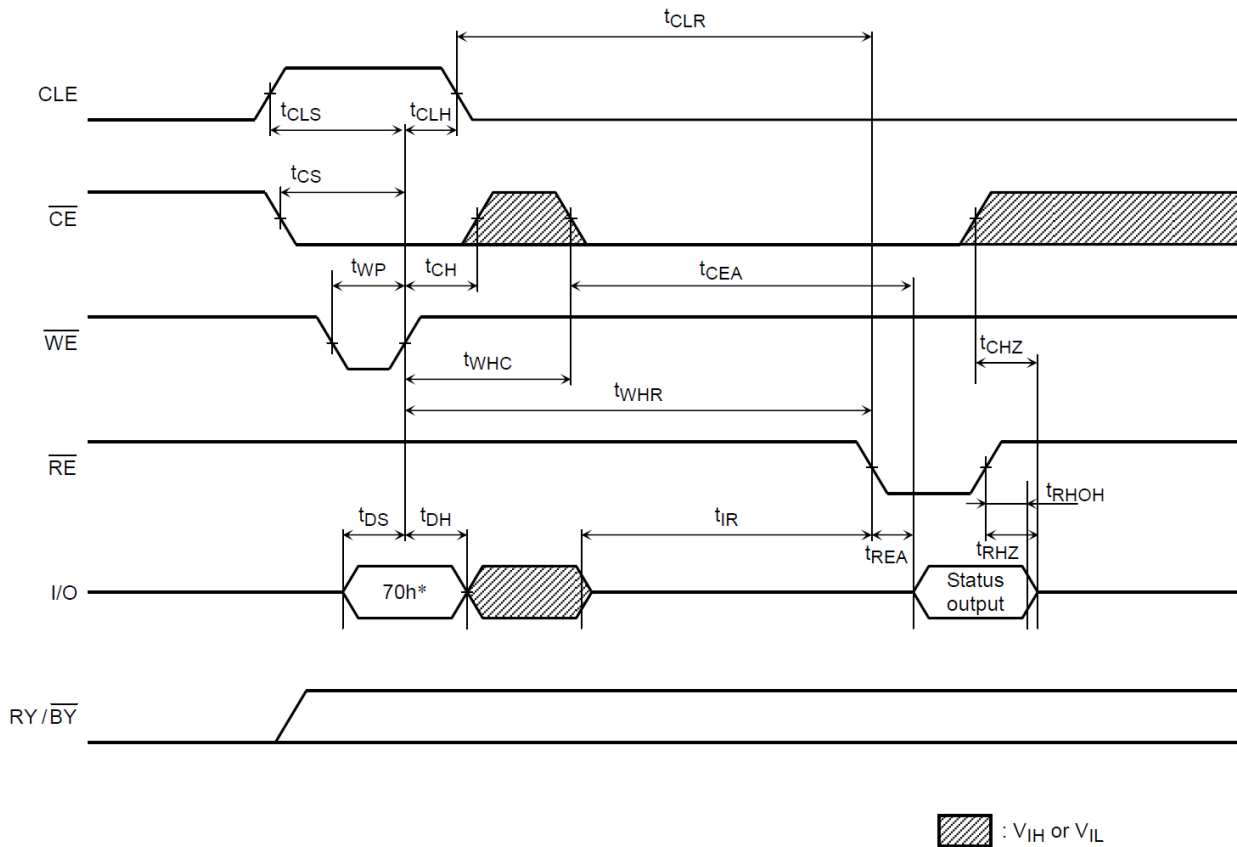 tCLR
CLE
tCLS
tCLH
tCS
CE
tWP
tCH
tCEA
WE
tWHC
tCHZ
tWHR
RE
tDS
tDH
tIR
tREA
tRHOH
tRHZ
I/O
70h*
Status
output
RY/BY
: VIH or VIL